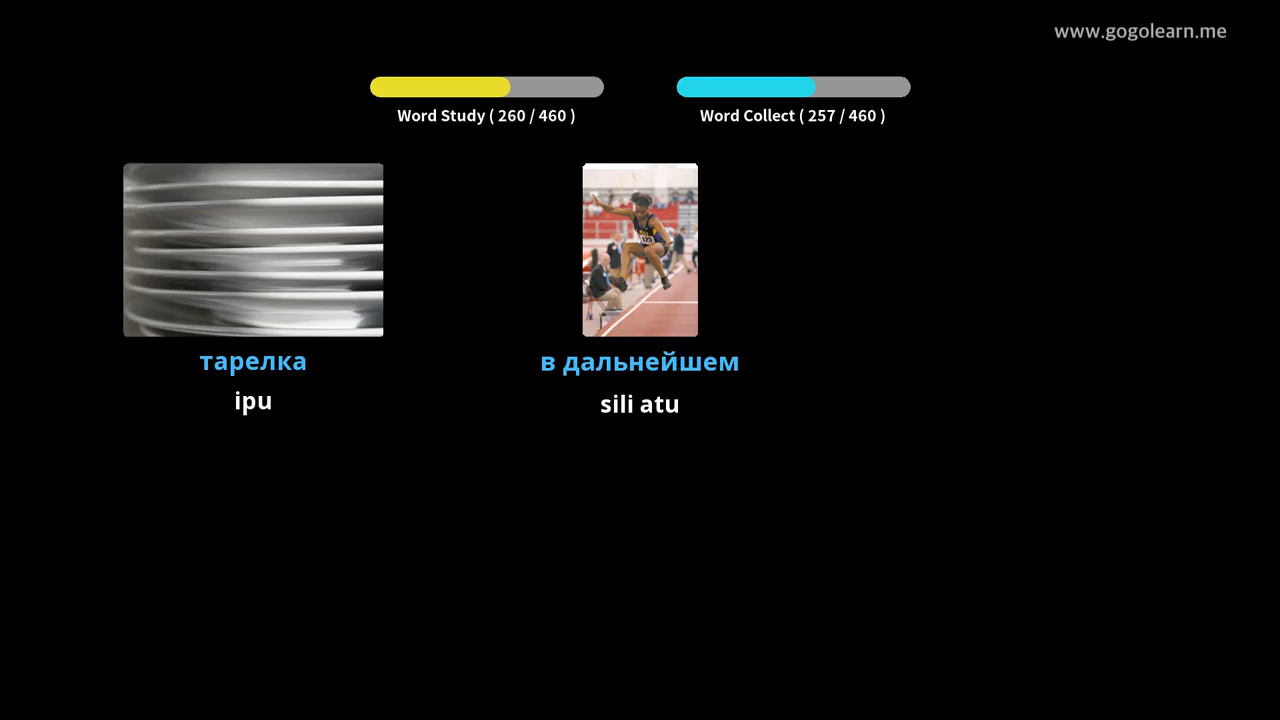 www.gogolearn.me
Word Study ( 260 / 460 )
Word Collect ( 257 / 460 )
тарелка
ipu
в дальнейшем
sili atu